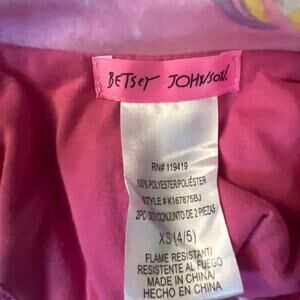 BETSEY JOHNSON.
RN# 119419
100% POLYESTER/POLIÉSTER
STYLE # K167875BJ
2PC SET/CONJUNTO DE 2 PIEZAS
XS (4/5)
FLAME RESISTANT/
RESISTENTE AL FUEGO
MADE IN CHINA/
HECHO EN CHINA